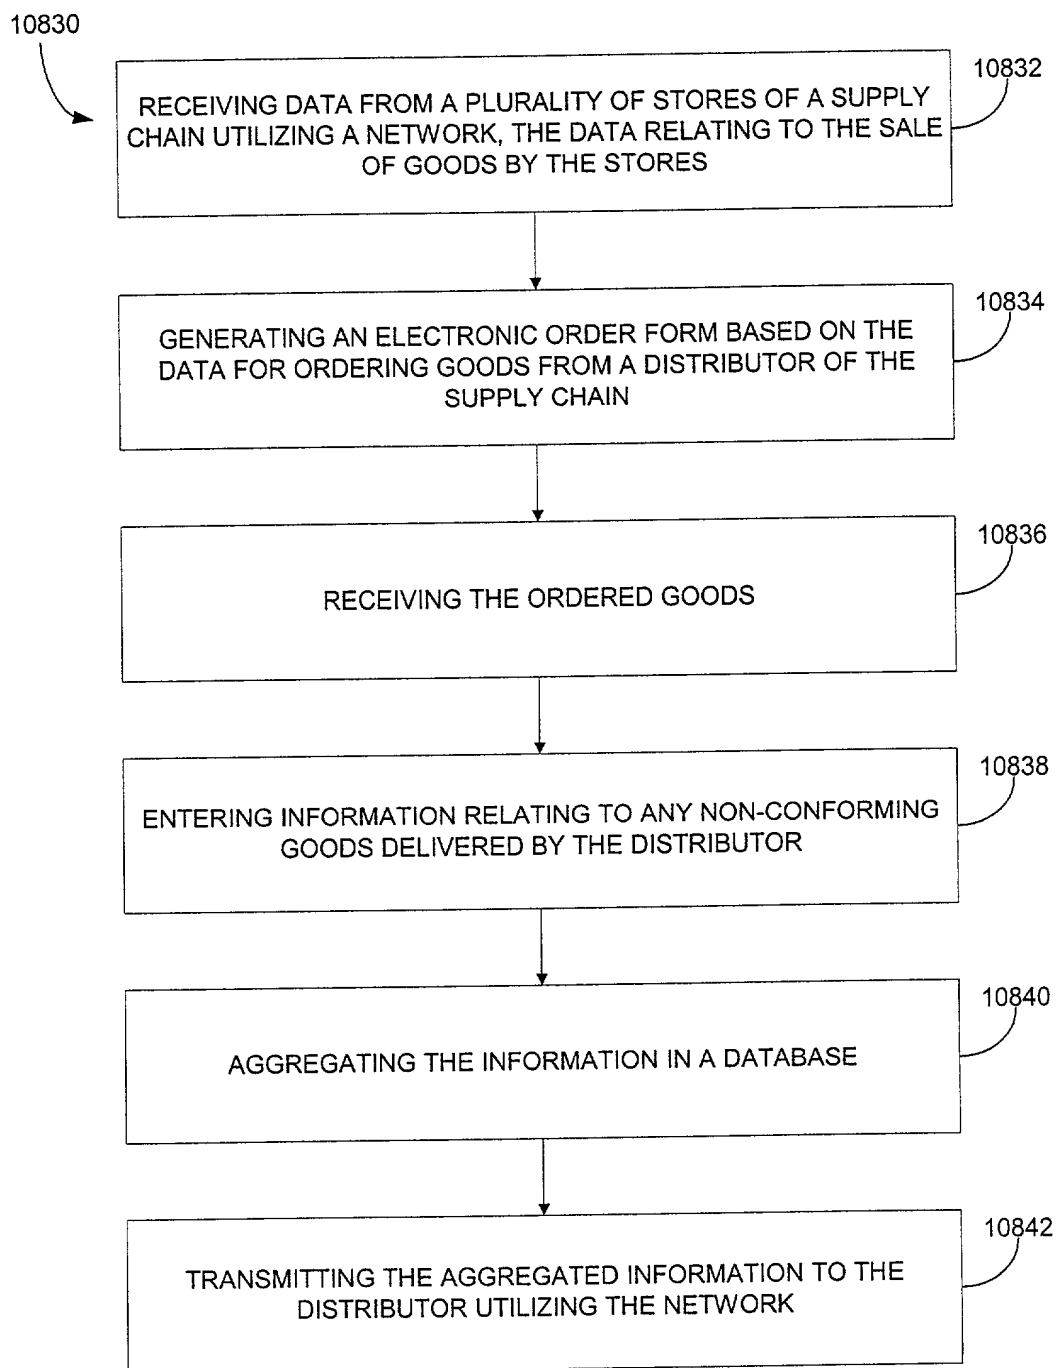 10830
10832
RECEIVING DATA FROM A PLURALITY OF STORES OF A SUPPLY
CHAIN UTILIZING A NETWORK, THE DATA RELATING TO THE SALE
OF GOODS BY THE STORES
10834
GENERATING AN ELECTRONIC ORDER FORM BASED ON THE
DATA FOR ORDERING GOODS FROM A DISTRIBUTOR OF THE
SUPPLY CHAIN
10836
RECEIVING THE ORDERED GOODS
10838
ENTERING INFORMATION RELATING TO ANY NON-CONFORMING
GOODS DELIVERED BY THE DISTRIBUTOR
10840
AGGREGATING THE INFORMATION IN A DATABASE
10842
TRANSMITTING THE AGGREGATED INFORMATION TO THE
DISTRIBUTOR UTILIZING THE NETWORK